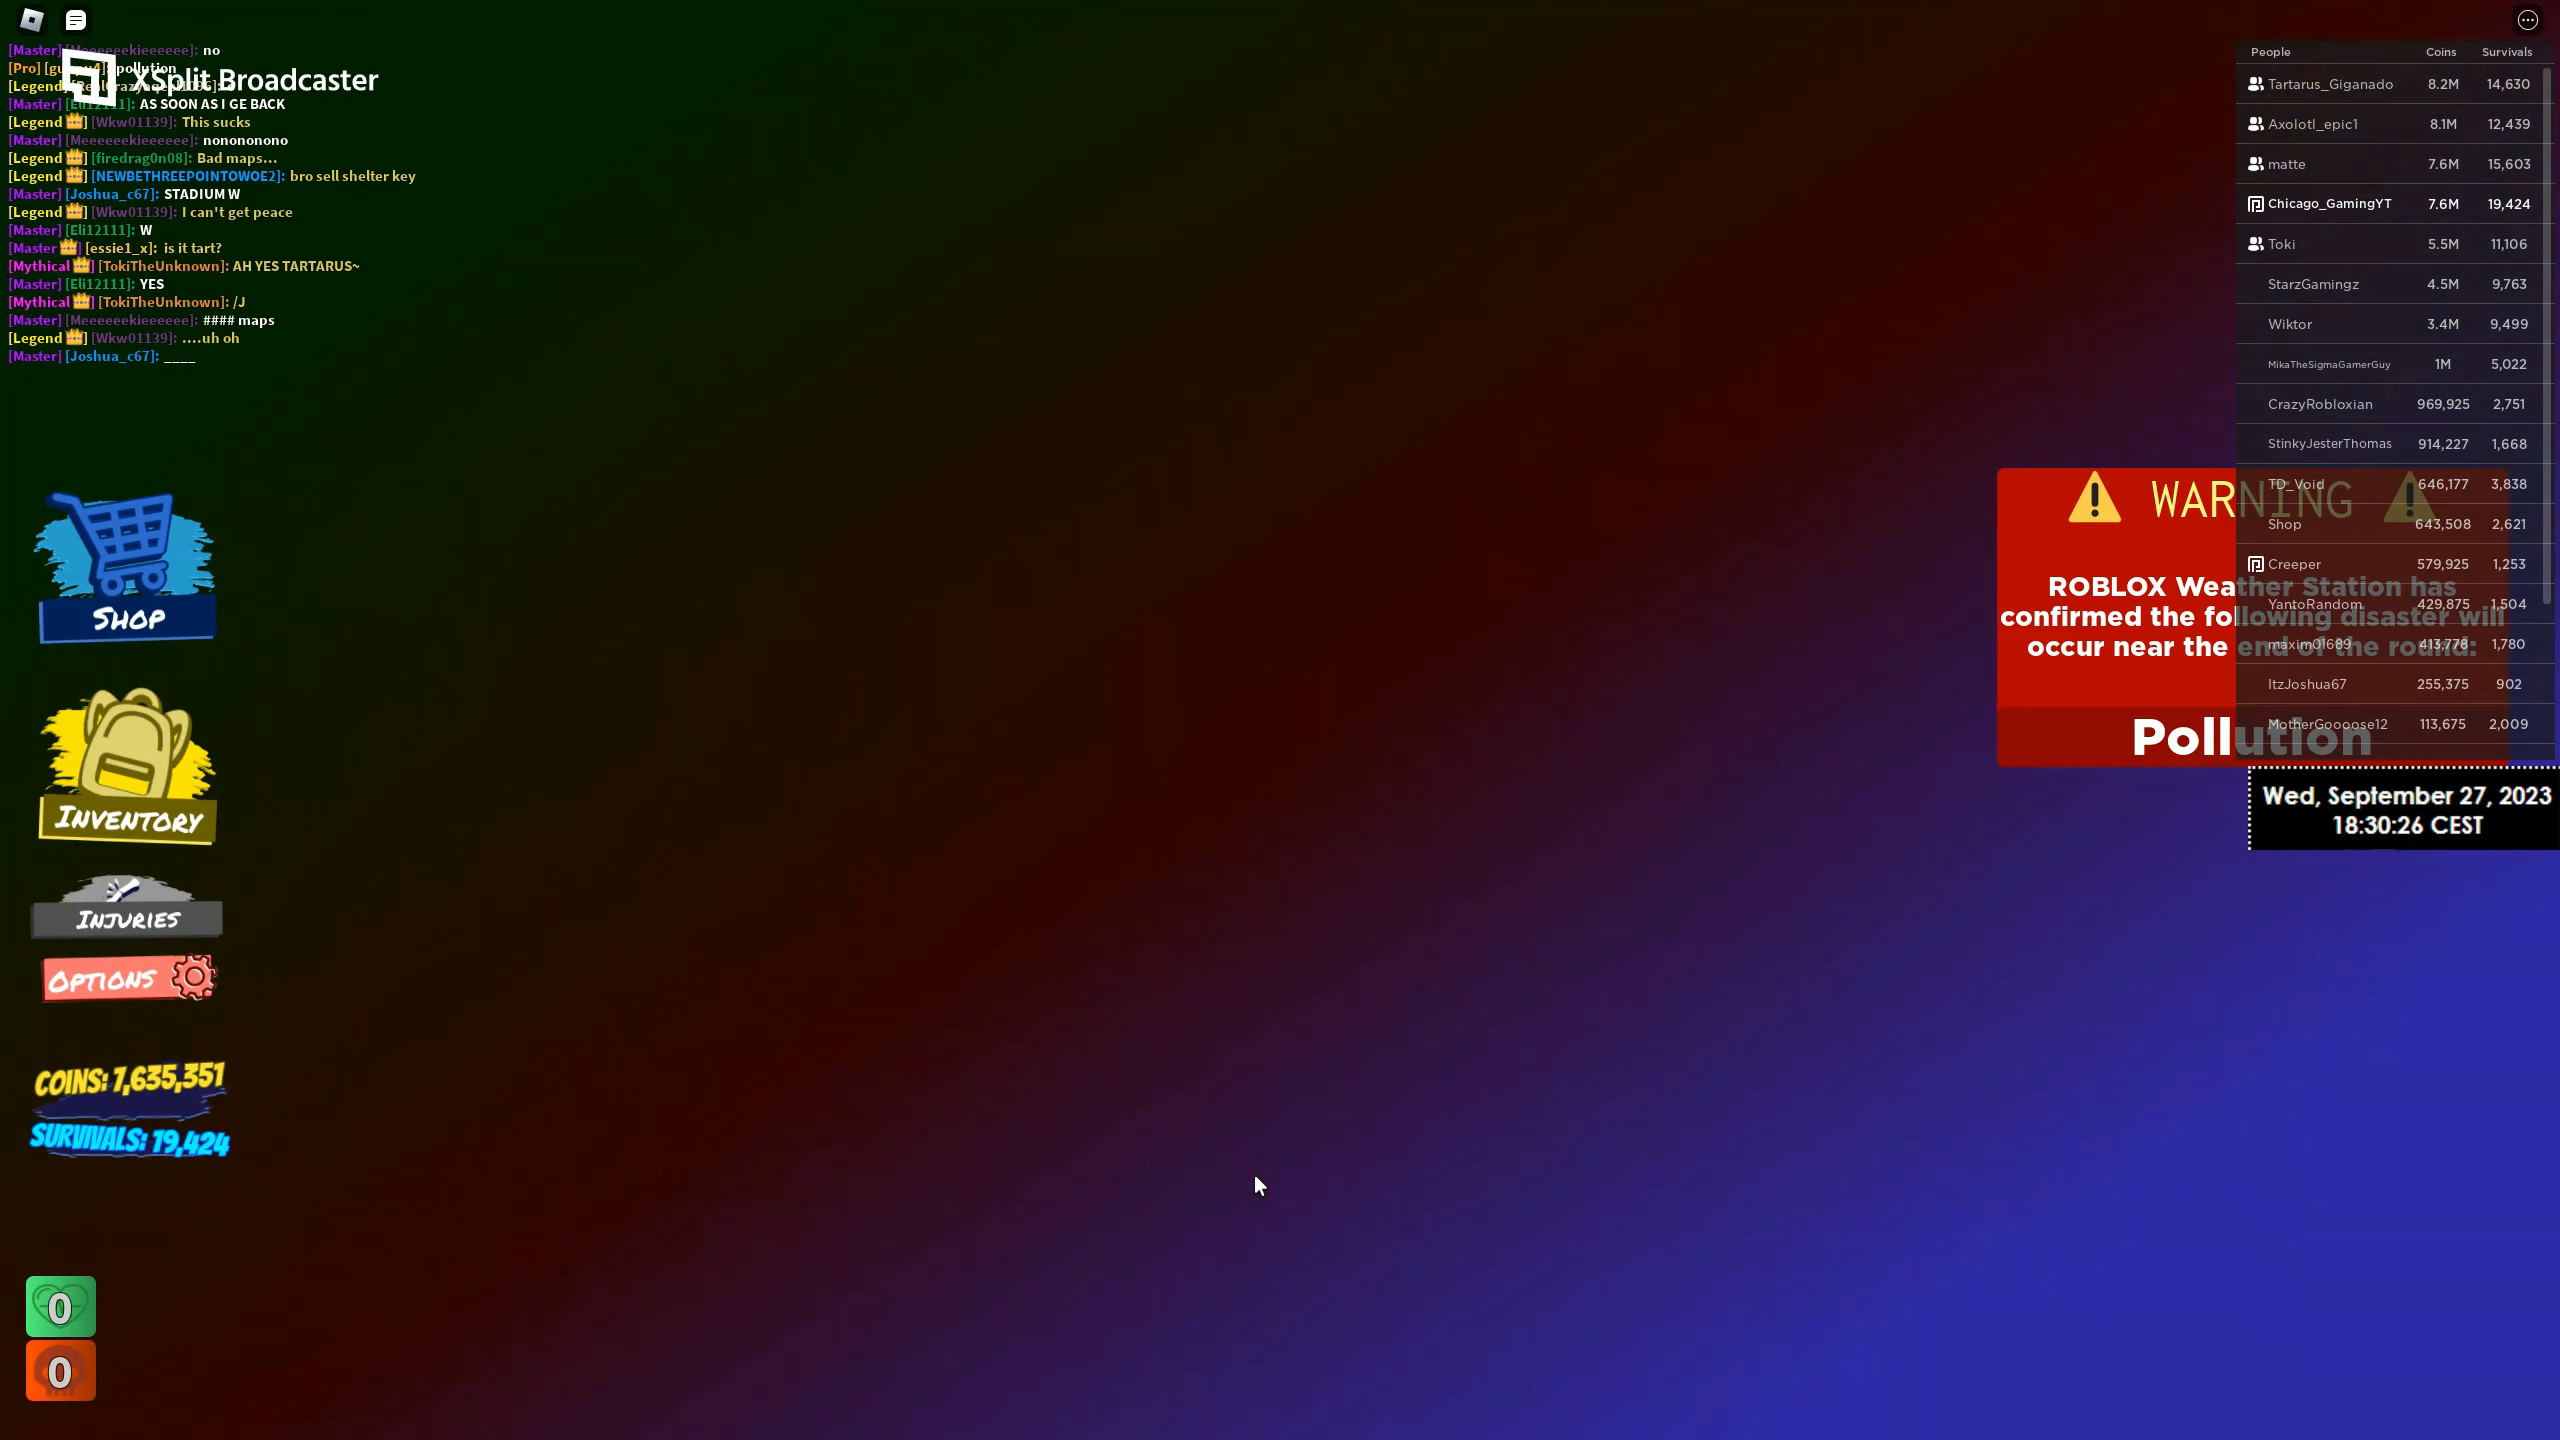 [Master] [Meeeeeekieeeeee]: no
[Pro] pollution
[Legend]
XSplit Broadcaster
[Master] [Eli12111]: AS SOON AS I GE BACK
[Legend 👑] [Wkw01139]: This sucks
[Master] [Meeeeeekieeeeee]: nonononono
[Legend 👑] [firedrag0n08]: Bad maps...
[Legend 👑] [NEWBETHREEPOINTOWOE2]: bro sell shelter key
[Master] [Joshua_c67]: STADIUM W
[Legend 👑] [Wkw01139]: I can't get peace
[Master] [Eli12111]: W
[Master 👑] [essie1_x]: is it tart?
[Mythical 👑] [TokiTheUnknown]: AH YES TARTARUS~
[Master] [Eli12111]: YES
[Mythical 👑] [TokiTheUnknown]: /J
[Master] [Meeeeeekieeeeee]: #### maps
[Legend 👑] [Wkw01139]: ....uh oh
[Master] [Joshua_c67]: ____
SHOP
INVENTORY
INJURIES
OPTIONS
COINS: 7,635,351
SURVIVALS: 19,424
0
0
People Coins Survivals
Tartarus_Giganado 8.2M 14,630
Axolotl_epic1 8.1M 12,439
matte 7.6M 15,603
Chicago_GamingYT 7.6M 19,424
Toki 5.5M 11,106
StarzGamingz 4.5M 9,763
Wiktor 3.4M 9,499
MikaTheSigmaGamerGuy 1M 5,022
CrazyRobloxian 969,925 2,751
StinkyJesterThomas 914,227 1,668
TD_Void 646,177 3,838
Shop 643,508 2,621
Creeper 579,925 1,253
YantoRandom 429,875 1,504
maxim01689 413,778 1,780
ItzJoshua67 255,375 902
MotherGoooose12 113,675 2,009
WARNING
ROBLOX Weather Station has
confirmed the following disaster will
occur near the end of the round:
Pollution
Wed, September 27, 2023
18:30:26 CEST